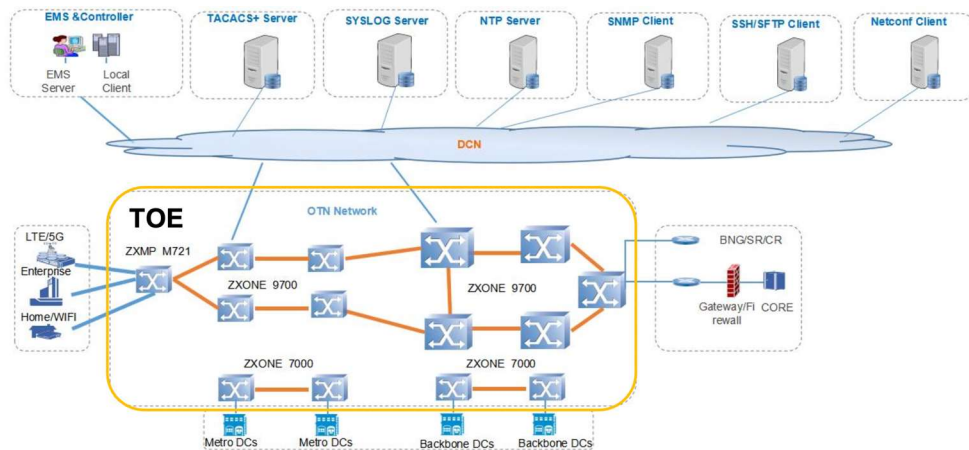 EMS &Controller
TACACS+ Server
SYSLOG Server
NTP Server
SNMP Client
SSH/SFTP Client
Netconf Client
EMS
Server
Local
Client
DCN
TOE
OTN Network
LTE/5G
Enterprise
Home/WIFI
ZXMP M721
ZXONE 9700
ZXONE 9700
BNG/SR/CR
Gateway/Fi
rewall
CORE
ZXONE 7000
ZXONE 7000
Metro DCs
Metro DCs
Backbone DCs
Backbone DCs